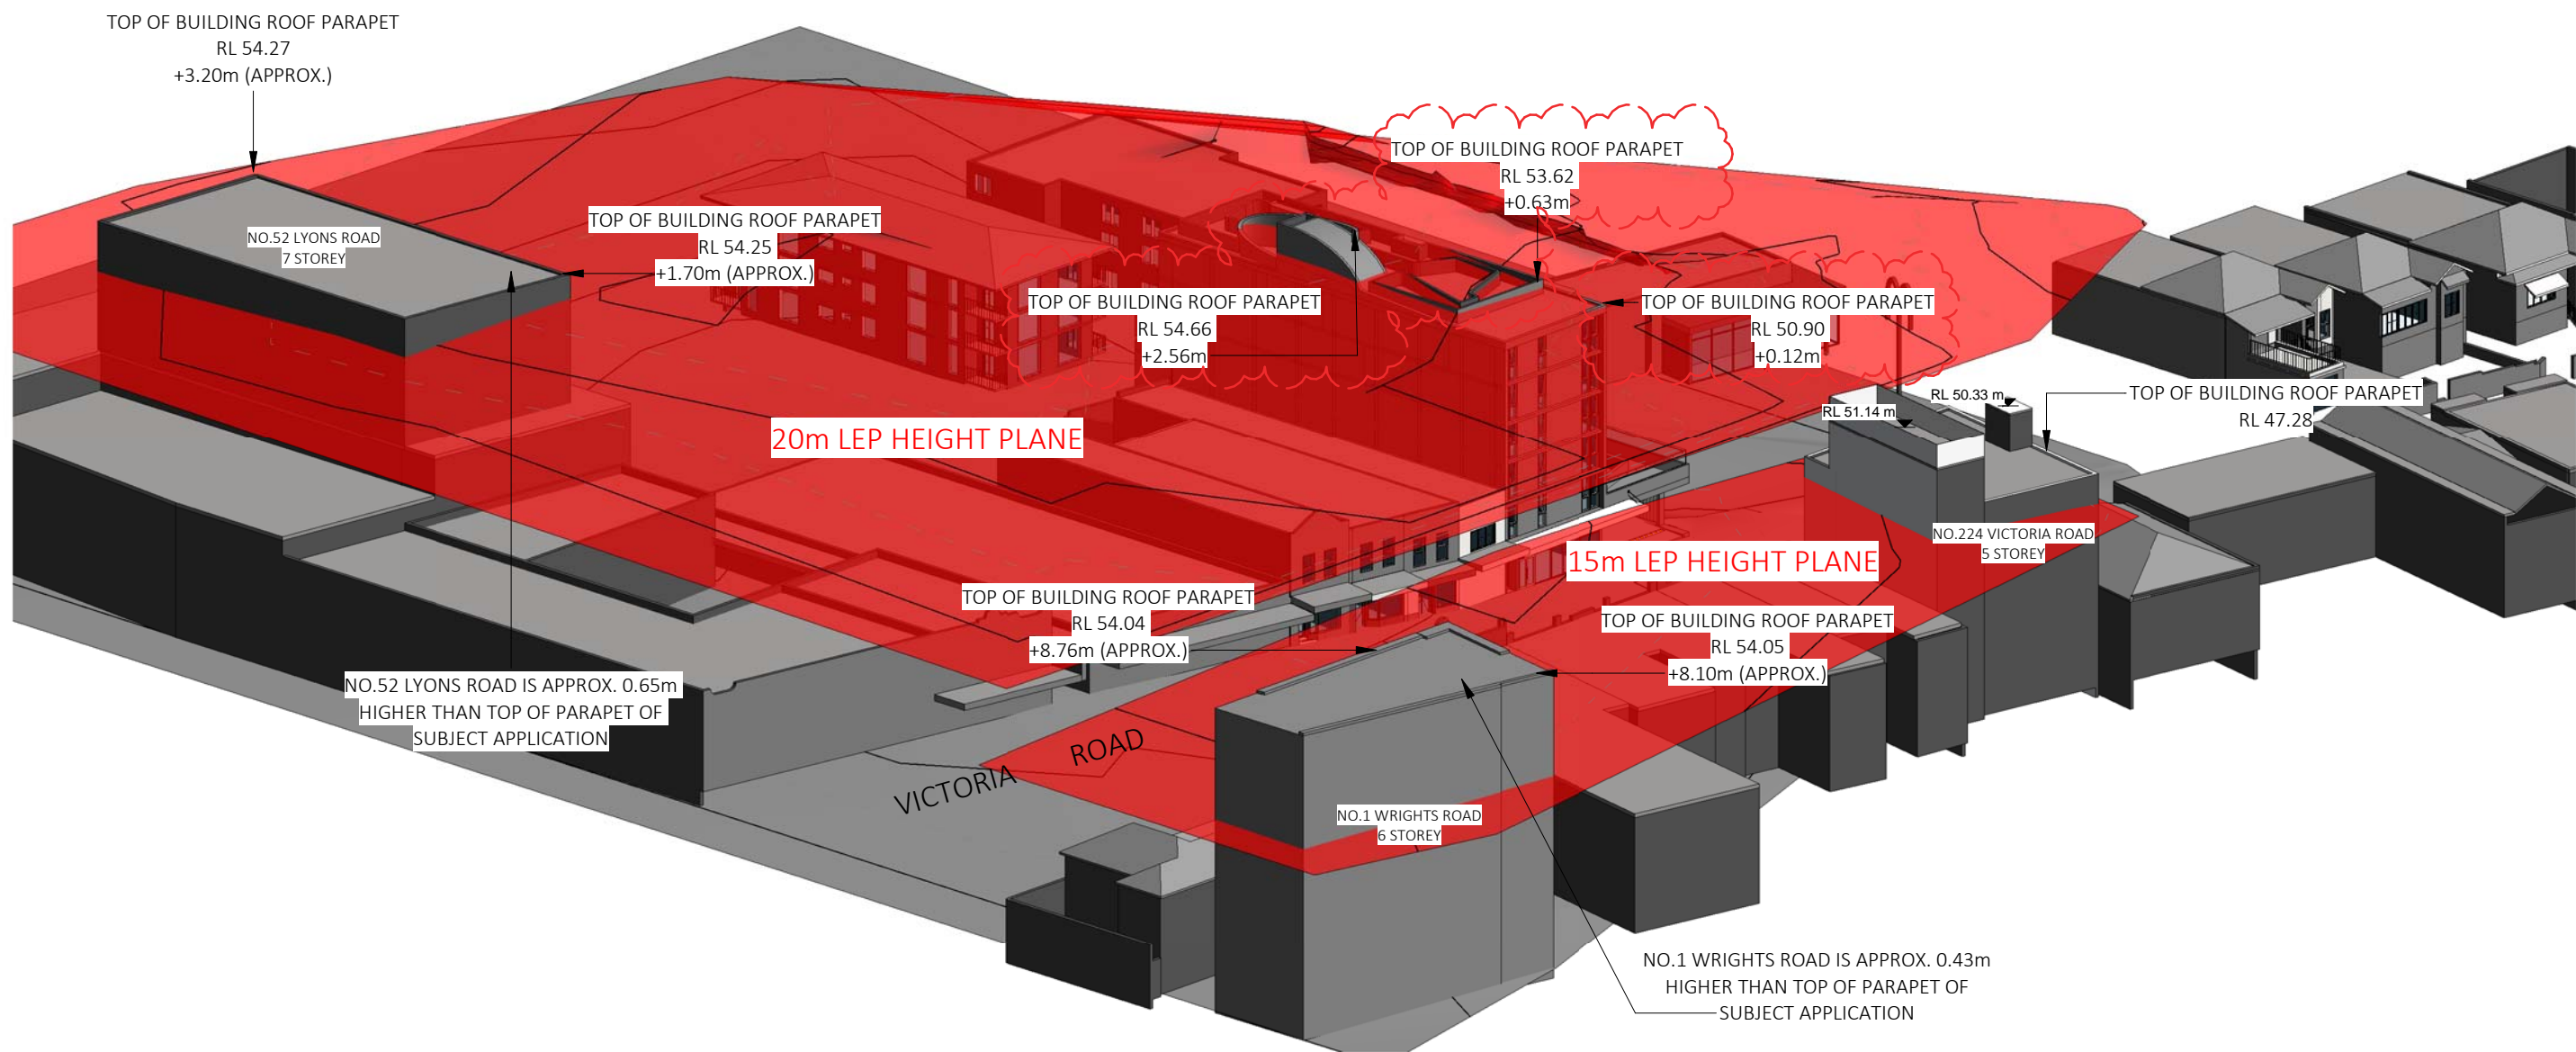 TOP OF BUILDING ROOF PARAPET
RL 54.27
+3.20m (APPROX.)
TOP OF BUILDING ROOF PARAPET
RL 53.62
+0.63m
NO.52 LYONS ROAD
7 STOREY
TOP OF BUILDING ROOF PARAPET
RL 54.25
+1.70m (APPROX.)
TOP OF BUILDING ROOF PARAPET
RL 54.66
+2.56m
TOP OF BUILDING ROOF PARAPET
RL 50.90
+0.12m
RL 51.14 m
RL 50.33 m
TOP OF BUILDING ROOF PARAPET
RL 47.28
20m LEP HEIGHT PLANE
NO.224 VICTORIA ROAD
5 STOREY
15m LEP HEIGHT PLANE
TOP OF BUILDING ROOF PARAPET
RL 54.04
+8.76m (APPROX.)
TOP OF BUILDING ROOF PARAPET
RL 54.05
+8.10m (APPROX.)
NO.52 LYONS ROAD IS APPROX. 0.65m
HIGHER THAN TOP OF PARAPET OF
SUBJECT APPLICATION
VICTORIA ROAD
NO.1 WRIGHTS ROAD
6 STOREY
NO.1 WRIGHTS ROAD IS APPROX. 0.43m
HIGHER THAN TOP OF PARAPET OF
SUBJECT APPLICATION